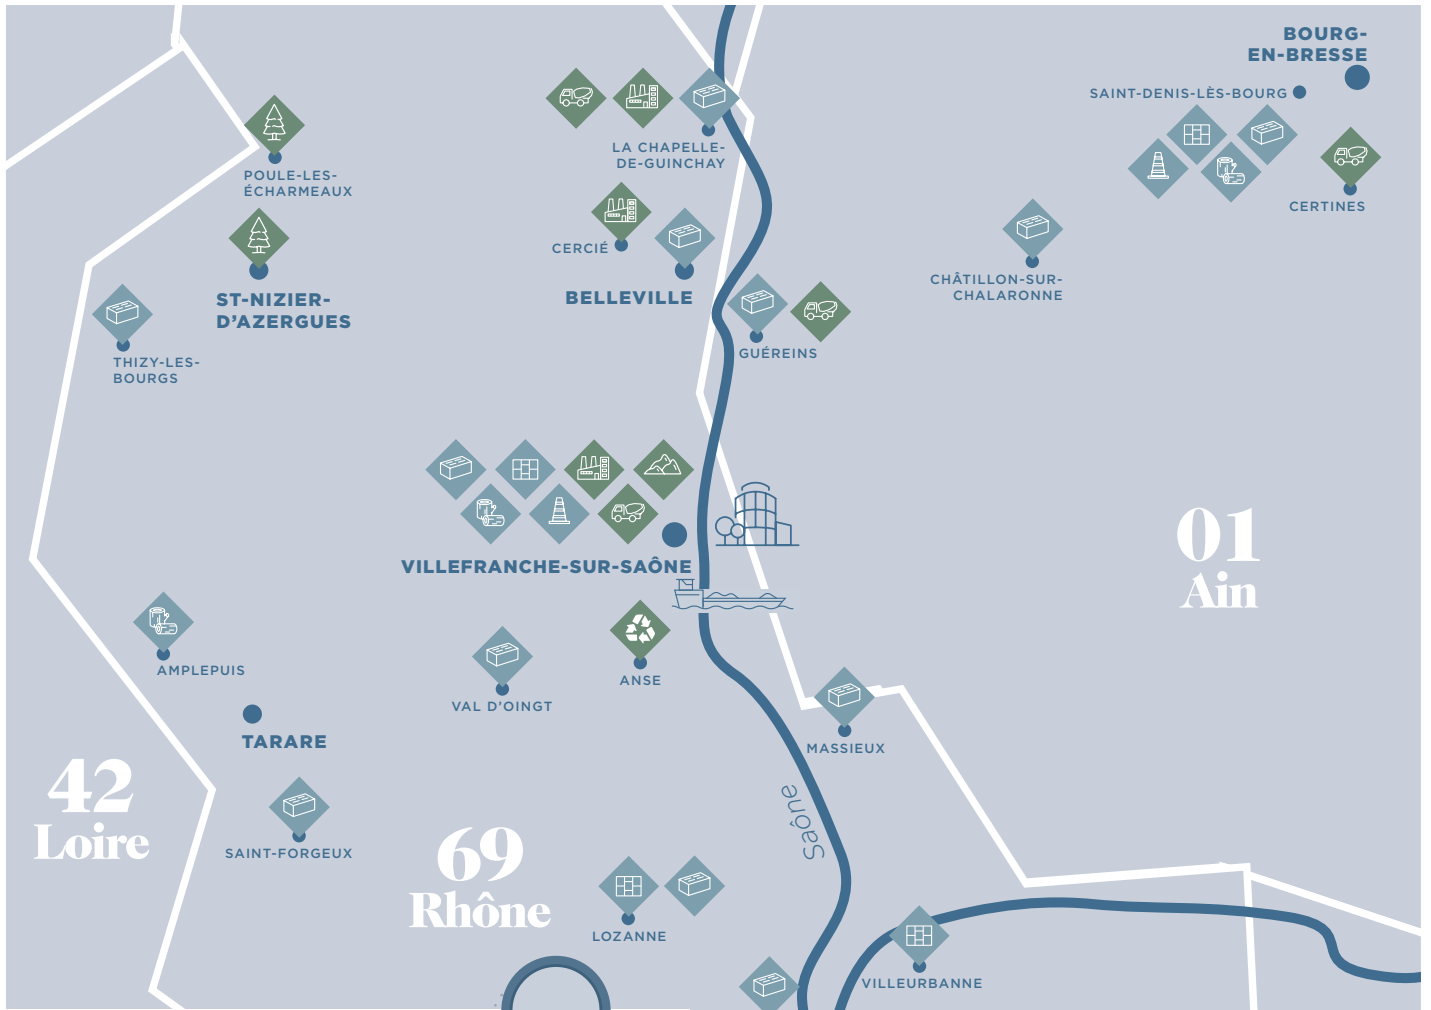 BOURG-
EN-BRESSE
SAINT-DENIS-LÈS-BOURG
LA CHAPELLE-
DE-GUINCHAY
POULE-LES-
ÉCHARMEAUX
CERTINES
CERCIÉ
CHÂTILLON-SUR-
CHALARONNE
ST-NIZIER-
D'AZERGUES
BELLEVILLE
GUÉREINS
THIZY-LES-
BOURGS
VILLEFRANCHE-SUR-SAÔNE
01
Ain
AMPLEPUIS
ANSE
VAL D'OINGT
TARARE
MASSIEUX
42
Loire
Saône
SAINT-FORGEUX
69
Rhône
LOZANNE
VILLEURBANNE